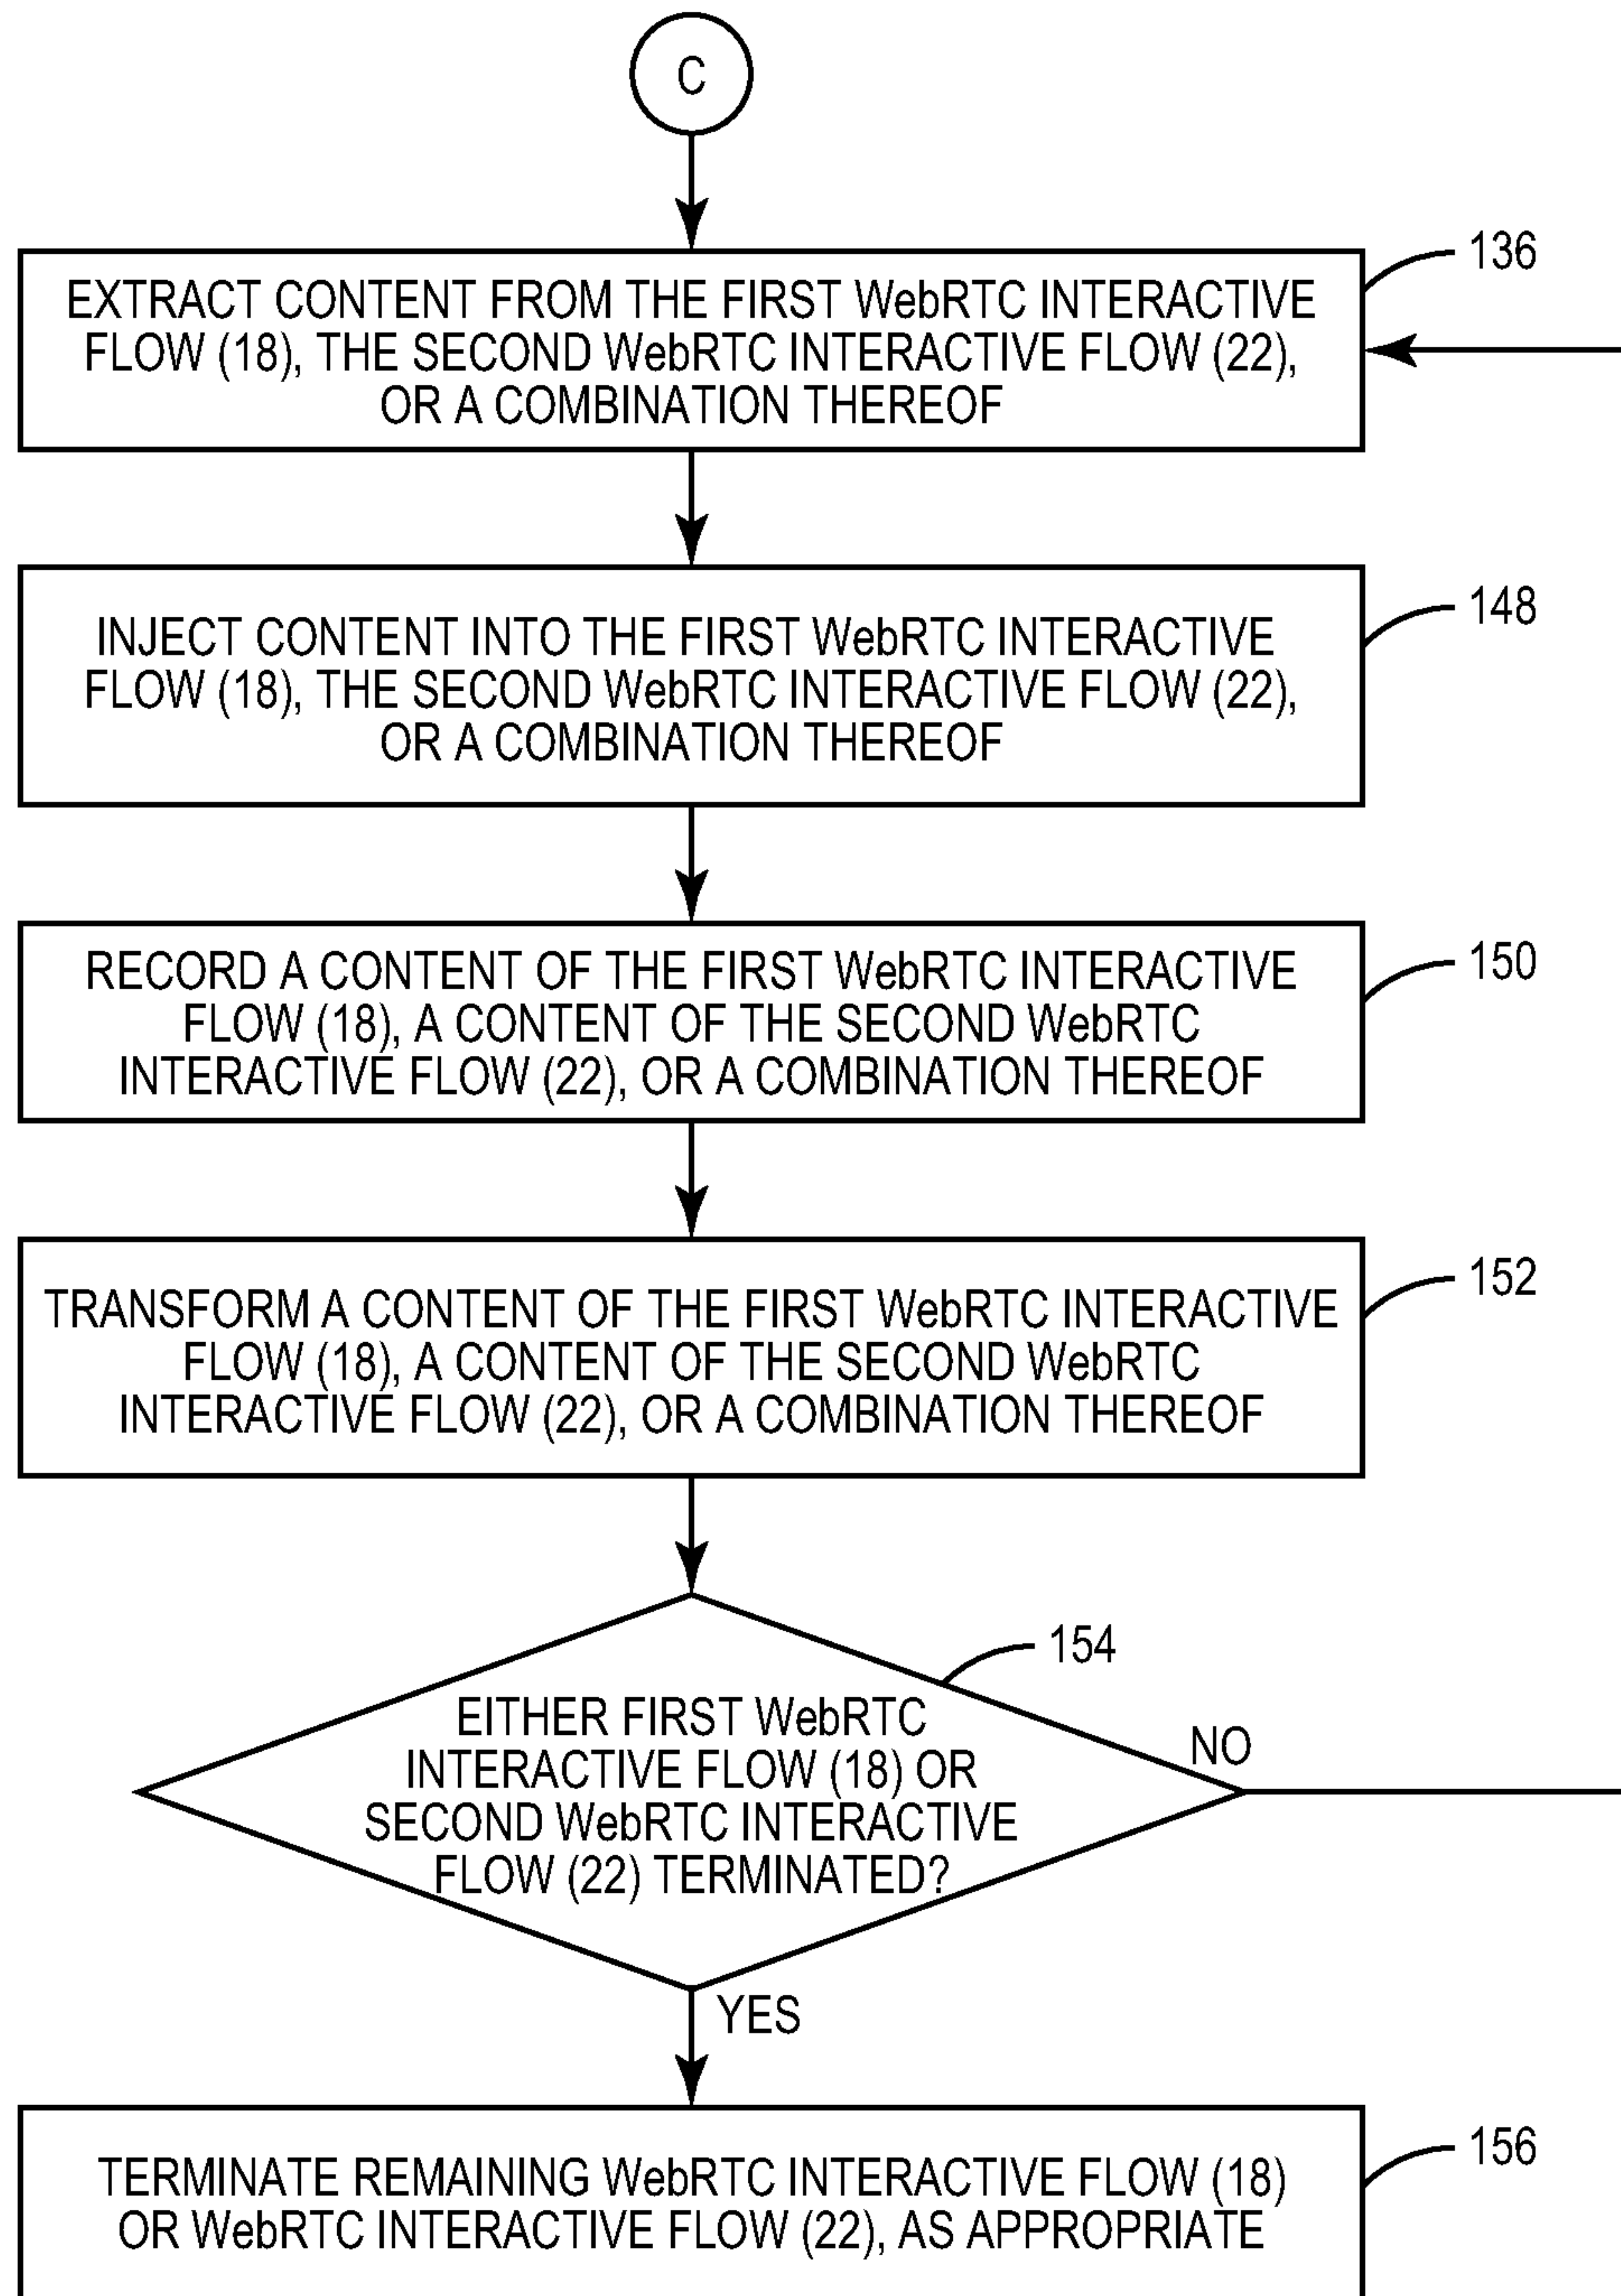 C
136
EXTRACT CONTENT FROM THE FIRST WebRTC INTERACTIVE
FLOW (18), THE SECOND WebRTC INTERACTIVE FLOW (22),
OR A COMBINATION THEREOF
148
INJECT CONTENT INTO THE FIRST WebRTC INTERACTIVE
FLOW (18), THE SECOND WebRTC INTERACTIVE FLOW (22),
OR A COMBINATION THEREOF
150
RECORD A CONTENT OF THE FIRST WebRTC INTERACTIVE
FLOW (18), A CONTENT OF THE SECOND WebRTC
INTERACTIVE FLOW (22), OR A COMBINATION THEREOF
152
TRANSFORM A CONTENT OF THE FIRST WebRTC INTERACTIVE
FLOW (18), A CONTENT OF THE SECOND WebRTC
INTERACTIVE FLOW (22), OR A COMBINATION THEREOF
154
EITHER FIRST WebRTC
INTERACTIVE FLOW (18) OR
SECOND WebRTC INTERACTIVE
FLOW (22) TERMINATED?
NO
YES
156
TERMINATE REMAINING WebRTC INTERACTIVE FLOW (18)
OR WebRTC INTERACTIVE FLOW (22), AS APPROPRIATE